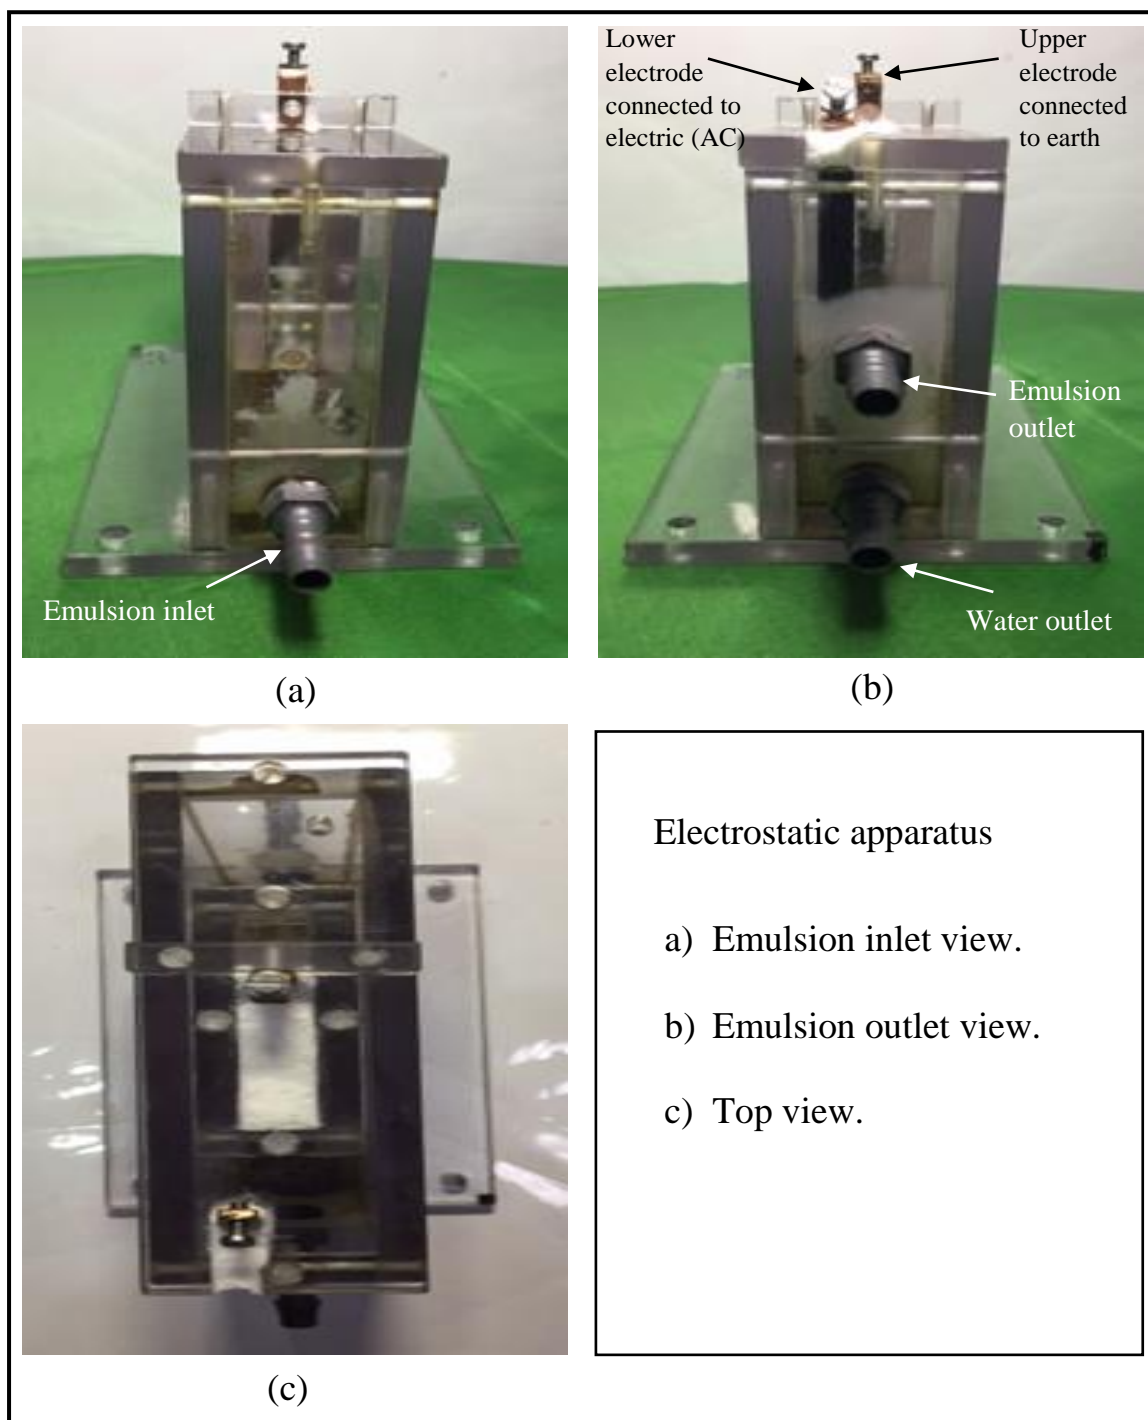 Lower
electrode
connected to
electric (AC)
Upper
electrode
connected
to earth
Emulsion
outlet
Emulsion inlet
Water outlet
(a)
(b)
Electrostatic apparatus
a) Emulsion inlet view.
b) Emulsion outlet view.
c) Top view.
(c)